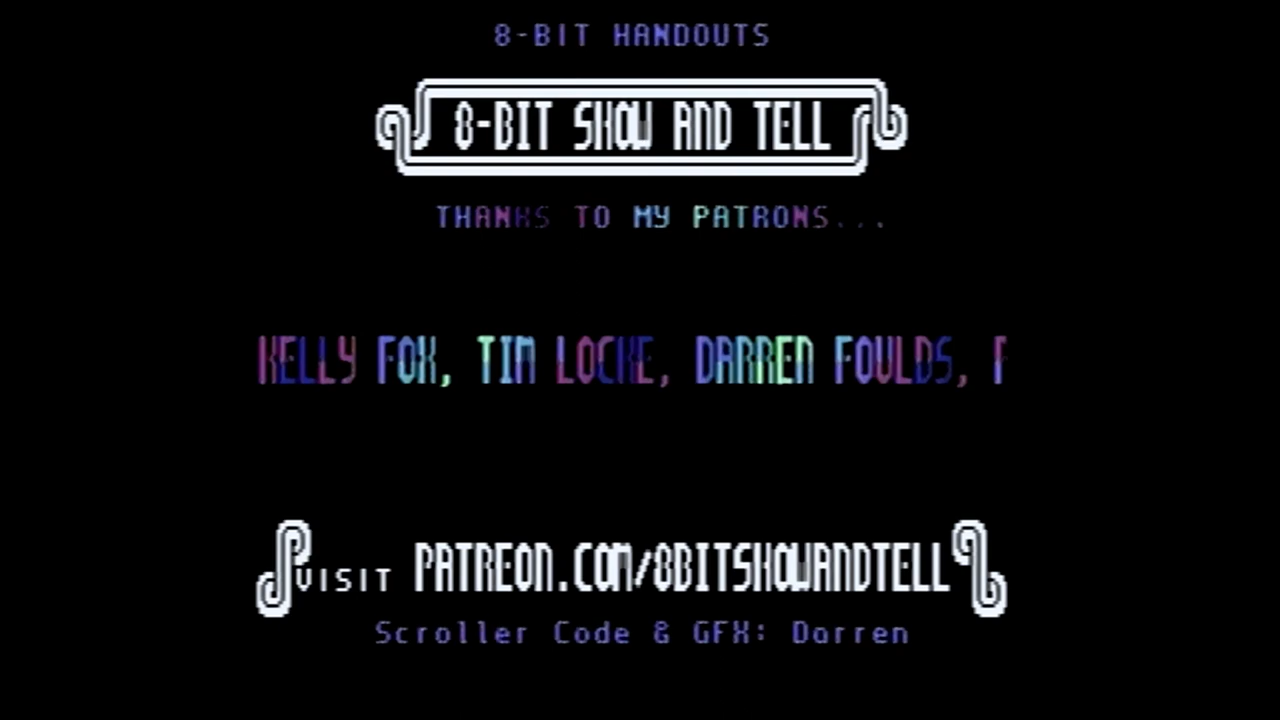 8-BIT HANDOUTS
8-BIT SHOW AND TELL
THANKS TO MY PATRONS...
KELLY FOX, TIM LOCKE, DARREN FOULDS, F
VISIT PATREON.COM/8BITSHOWANDTELL
Scroller Code & GFX: Darren